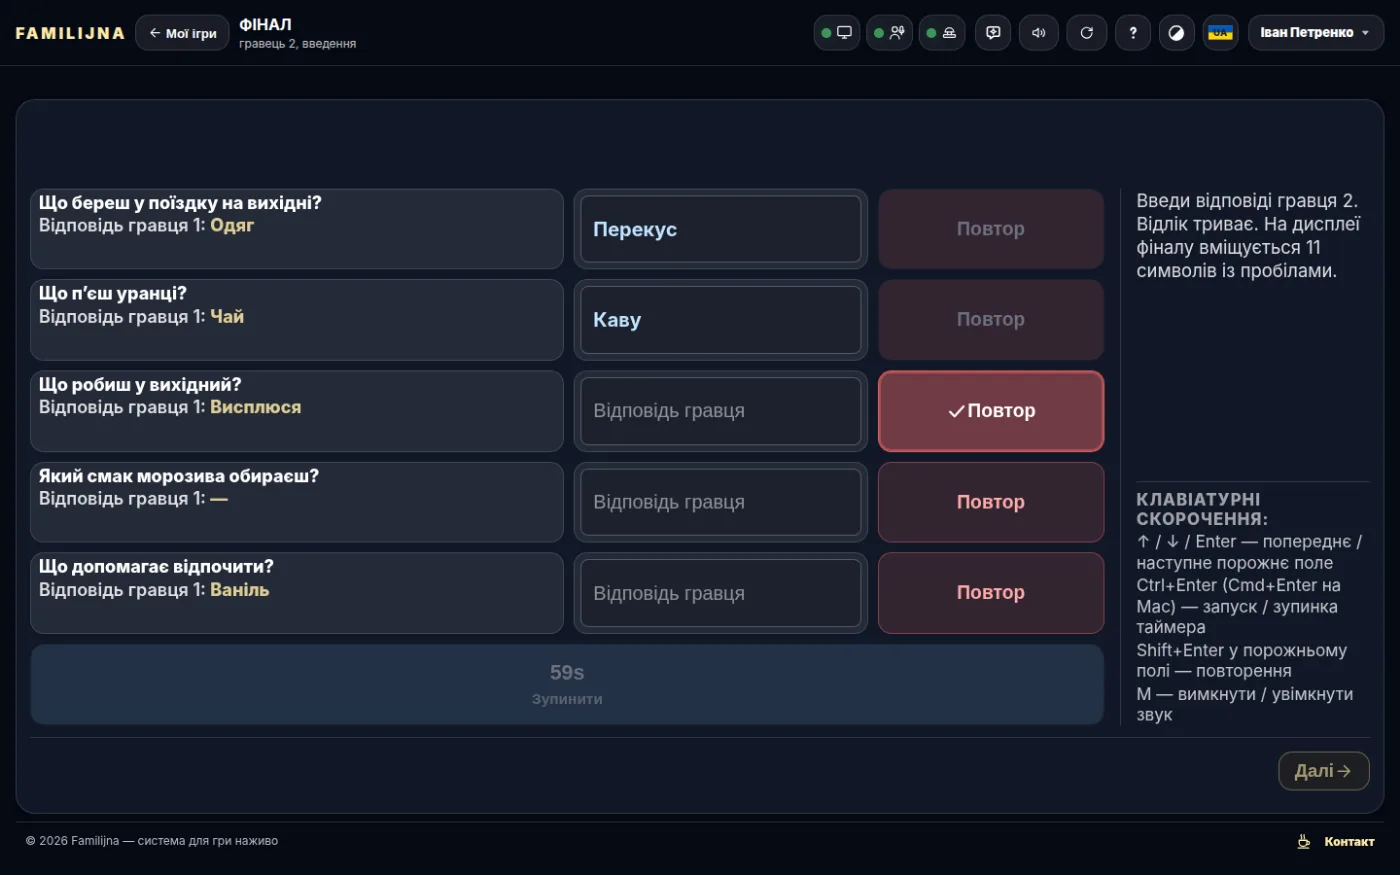 FAMILIJNA
← Мої ігри
ФІНАЛ
гравець 2, введення
?
UA
Іван Петренко
Що береш у поїздку на вихідні?
Відповідь гравця 1: Одяг
Перекус
Повтор
Що п’єш уранці?
Відповідь гравця 1: Чай
Каву
Повтор
Що робиш у вихідний?
Відповідь гравця 1: Висплюся
Відповідь гравця
✓Повтор
Який смак морозива обираєш?
Відповідь гравця 1: —
Відповідь гравця
Повтор
Що допомагає відпочити?
Відповідь гравця 1: Ваніль
Відповідь гравця
Повтор
59s
Зупинити
Введи відповіді гравця 2.
Відлік триває. На дисплеї
фіналу вміщується 11
символів із пробілами.
КЛАВІАТУРНІ
СКОРОЧЕННЯ:
↑ / ↓ / Enter — попереднє /
наступне порожнє поле
Ctrl+Enter (Cmd+Enter на
Mac) — запуск / зупинка
таймера
Shift+Enter у порожньому
полі — повторення
M — вимкнути / увімкнути
звук
Далі→
© 2026 Familijna — система для гри наживо
Контакт